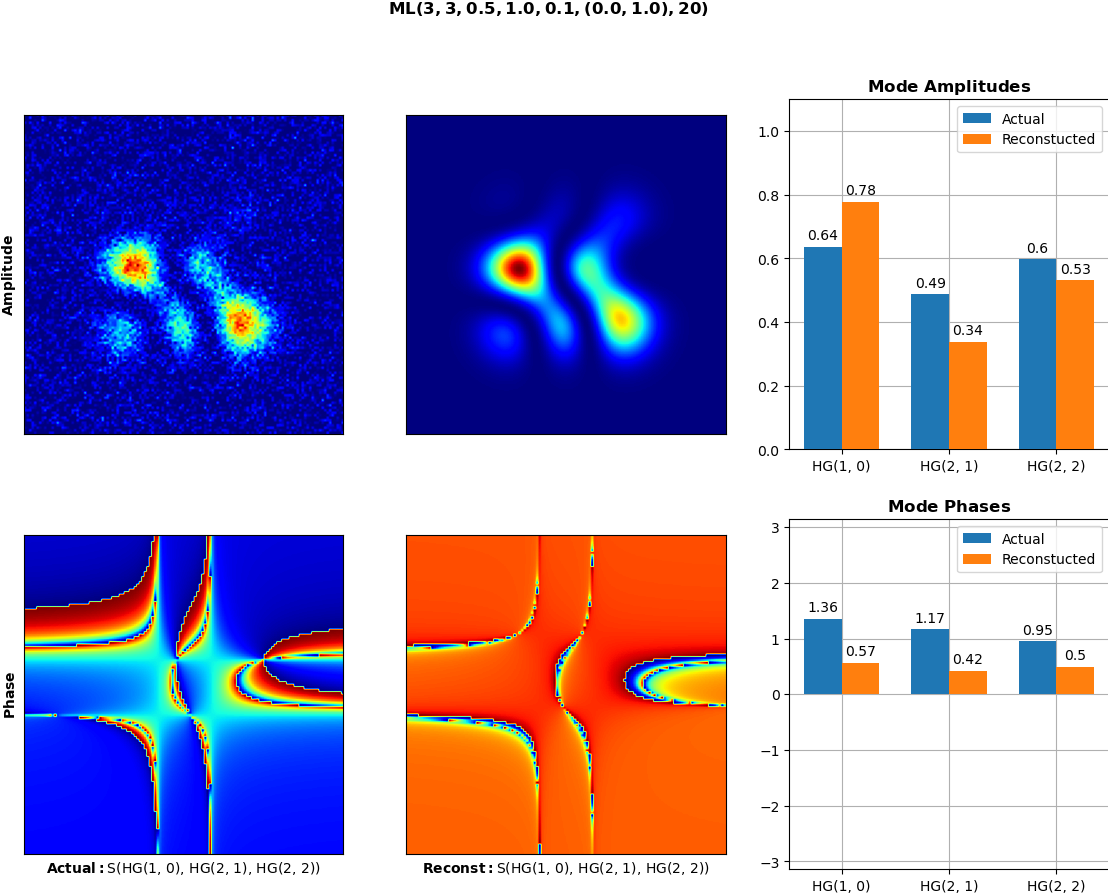 ML(3, 3, 0.5, 1.0, 0.1, (0.0, 1.0), 20)
Amplitude
Mode Amplitudes
Actual
Reconstucted
1.0
0.8
0.6
0.4
0.2
0.0
0.64
0.78
0.49
0.34
0.6
0.53
HG(1, 0)
HG(2, 1)
HG(2, 2)
Phase
Actual: S(HG(1, 0), HG(2, 1), HG(2, 2))
Reconst: S(HG(1, 0), HG(2, 1), HG(2, 2))
Mode Phases
Actual
Reconstucted
3
2
1
0
−1
−2
−3
1.36
0.57
1.17
0.42
0.95
0.5
HG(1, 0)
HG(2, 1)
HG(2, 2)